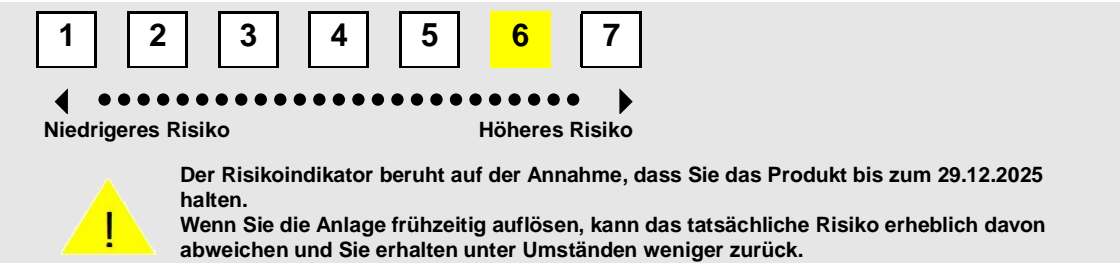 1 2 3 4 5 6 7
Niedrigeres Risiko Höheres Risiko
Der Risikoindikator beruht auf der Annahme, dass Sie das Produkt bis zum 29.12.2025
halten.
Wenn Sie die Anlage frühzeitig auflösen, kann das tatsächliche Risiko erheblich davon
abweichen und Sie erhalten unter Umständen weniger zurück.
!